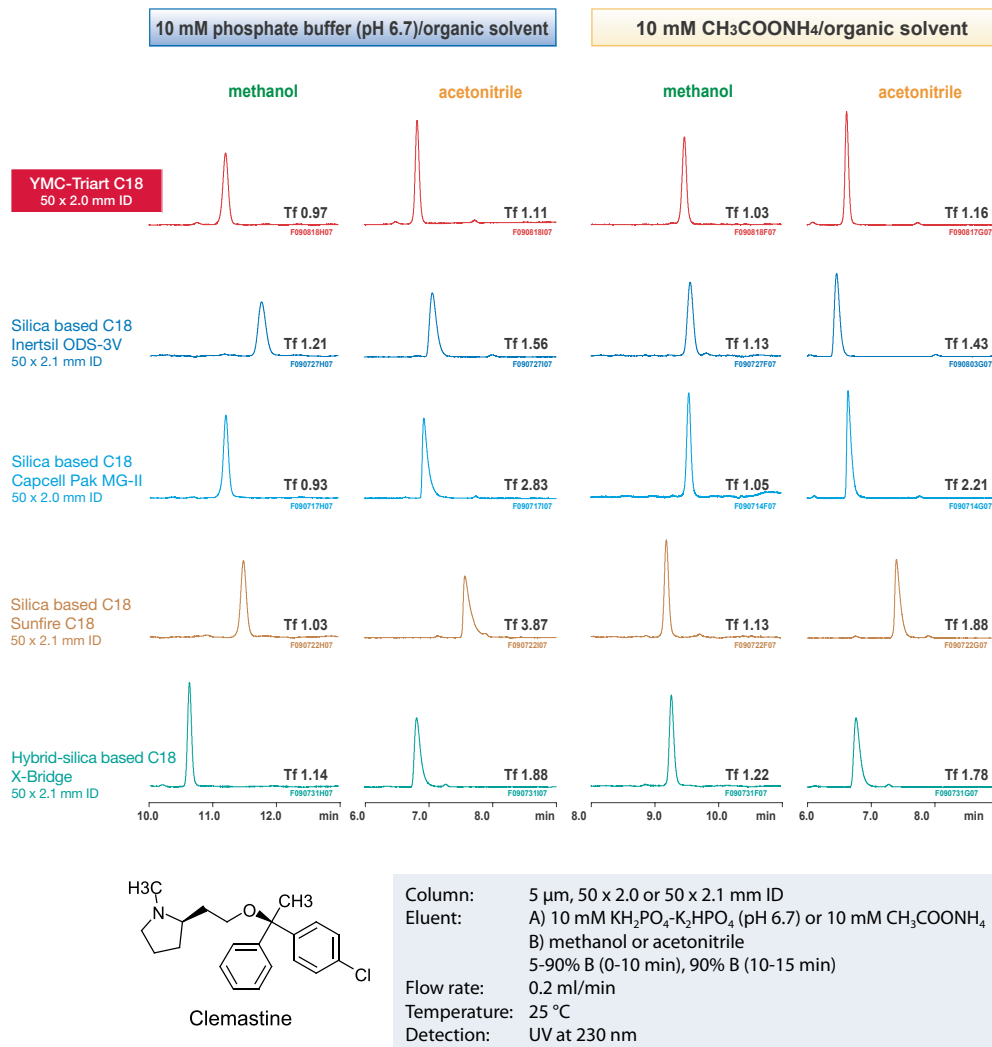 10 mM phosphate buffer (pH 6.7)/organic solvent
10 mM CH3COONH4/organic solvent
methanol
acetonitrile
methanol
acetonitrile
YMC-Triart C18
50 x 2.0 mm ID
Tf 0.97
F090818H07
Tf 1.11
F090818I07
Tf 1.03
F090818F07
Tf 1.16
F090817G07
Silica based C18
Inertsil ODS-3V
50 x 2.1 mm ID
Tf 1.21
F090727H07
Tf 1.56
F090727I07
Tf 1.13
F090727F07
Tf 1.43
F090803G07
Silica based C18
Capcell Pak MG-II
50 x 2.0 mm ID
Tf 0.93
F090717H07
Tf 2.83
F090717I07
Tf 1.05
F090714F07
Tf 2.21
F090714G07
Silica based C18
Sunfire C18
50 x 2.1 mm ID
Tf 1.03
F090722H07
Tf 3.87
F090722I07
Tf 1.13
F090722F07
Tf 1.88
F090722G07
Hybrid-silica based C18
X-Bridge
50 x 2.1 mm ID
Tf 1.14
F090731H07
Tf 1.88
F090731I07
Tf 1.22
F090731F07
Tf 1.78
F090731G07
10.0 11.0 12.0 min
6.0 7.0 8.0 min
8.0 9.0 10.0 min
6.0 7.0 8.0 min
H3C
N
O
CH3
Cl
Clemastine
Column: 5 µm, 50 x 2.0 or 50 x 2.1 mm ID
Eluent: A) 10 mM KH₂PO₄-K₂HPO₄ (pH 6.7) or 10 mM CH₃COONH₄
B) methanol or acetonitrile
5-90% B (0-10 min), 90% B (10-15 min)
Flow rate: 0.2 ml/min
Temperature: 25 °C
Detection: UV at 230 nm